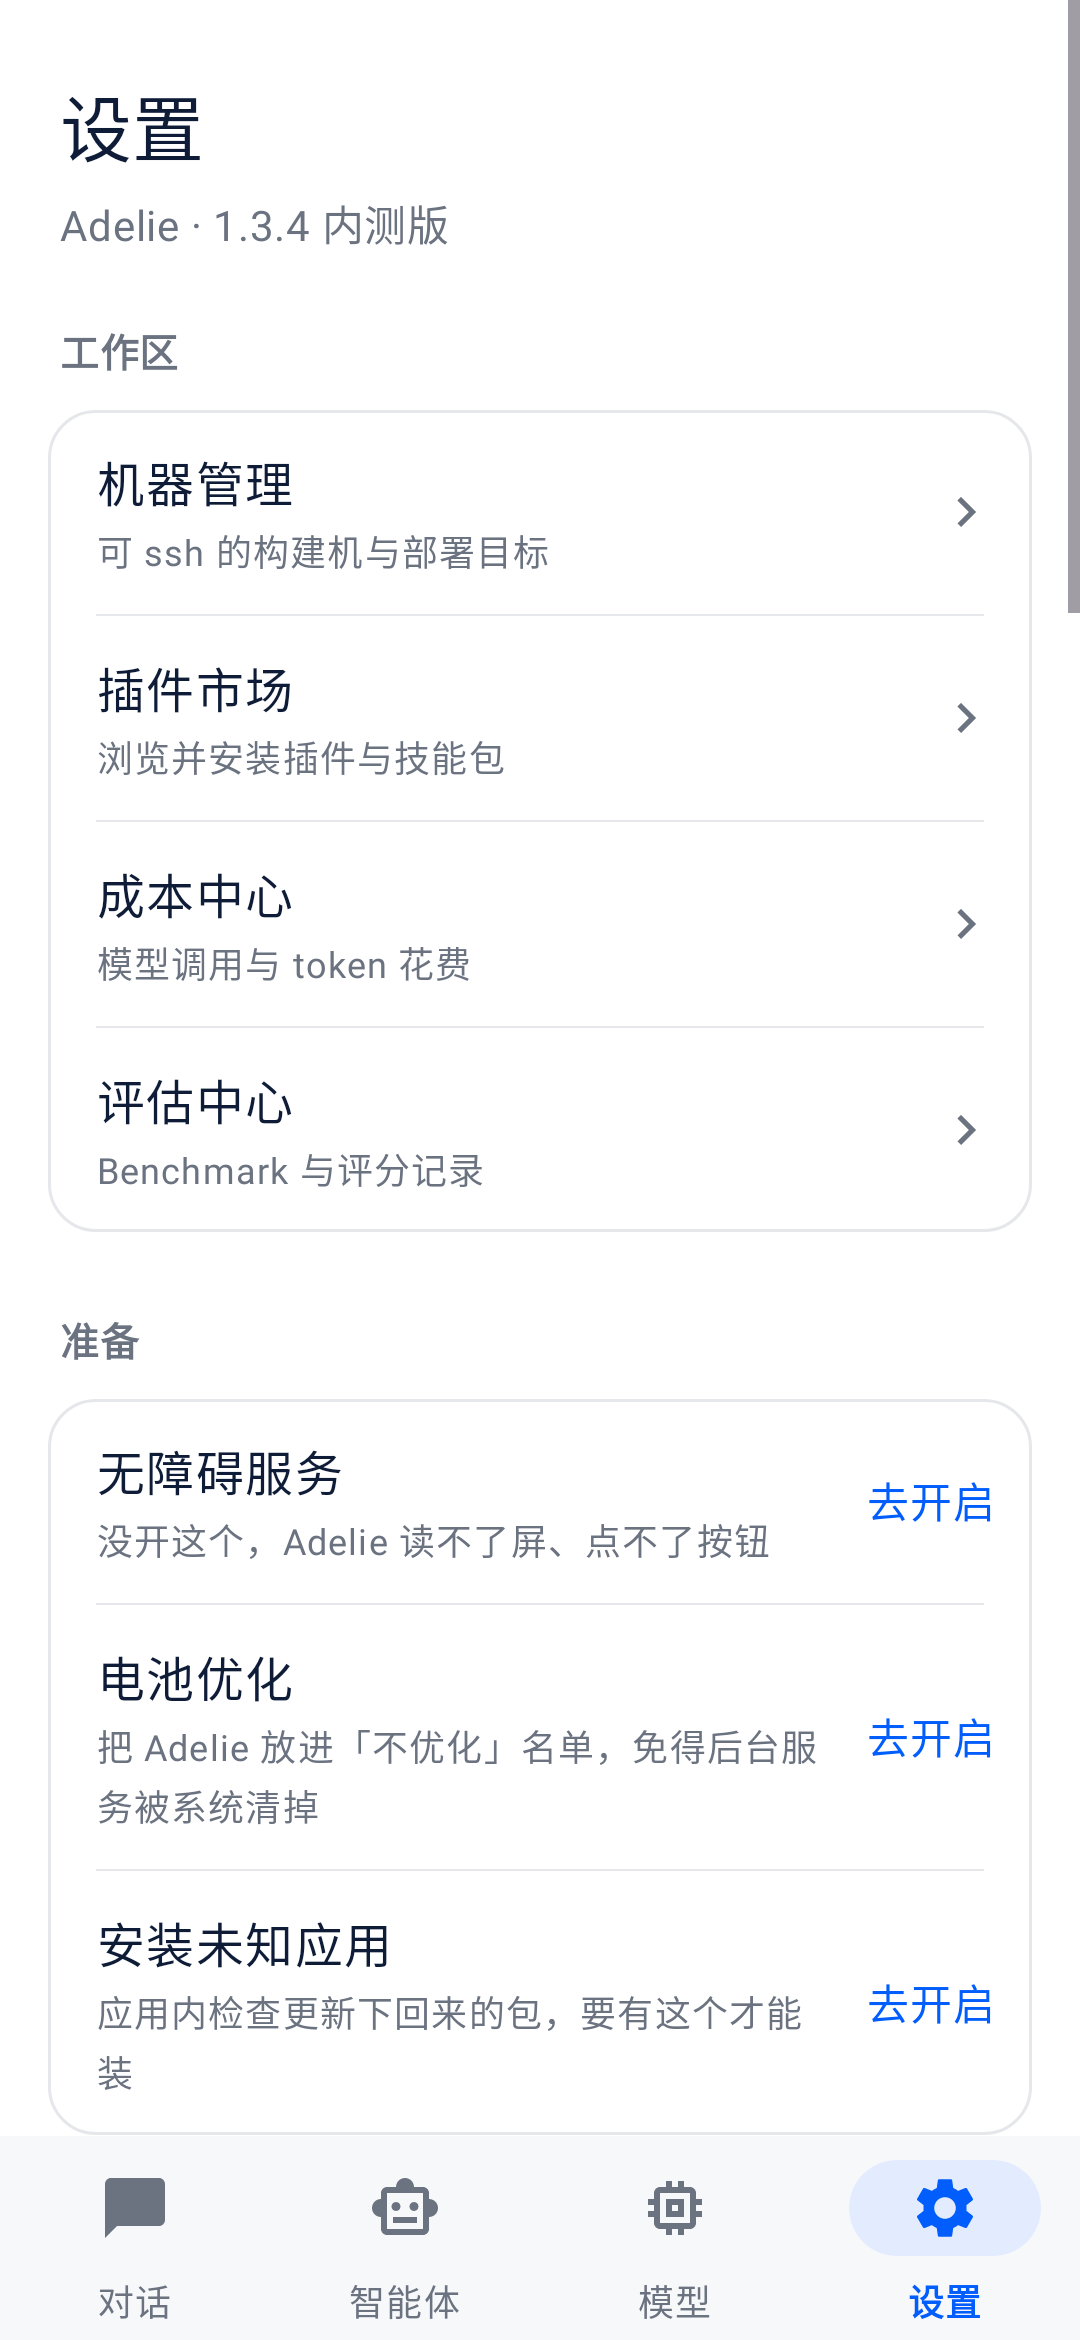 设置
Adelie · 1.3.4 内测版
工作区
机器管理
可 ssh 的构建机与部署目标
插件市场
浏览并安装插件与技能包
成本中心
模型调用与 token 花费
评估中心
Benchmark 与评分记录
准备
无障碍服务
没开这个，Adelie 读不了屏、点不了按钮
去开启
电池优化
把 Adelie 放进「不优化」名单，免得后台服
务被系统清掉
去开启
安装未知应用
应用内检查更新下回来的包，要有这个才能
装
去开启
对话
智能体
模型
设置